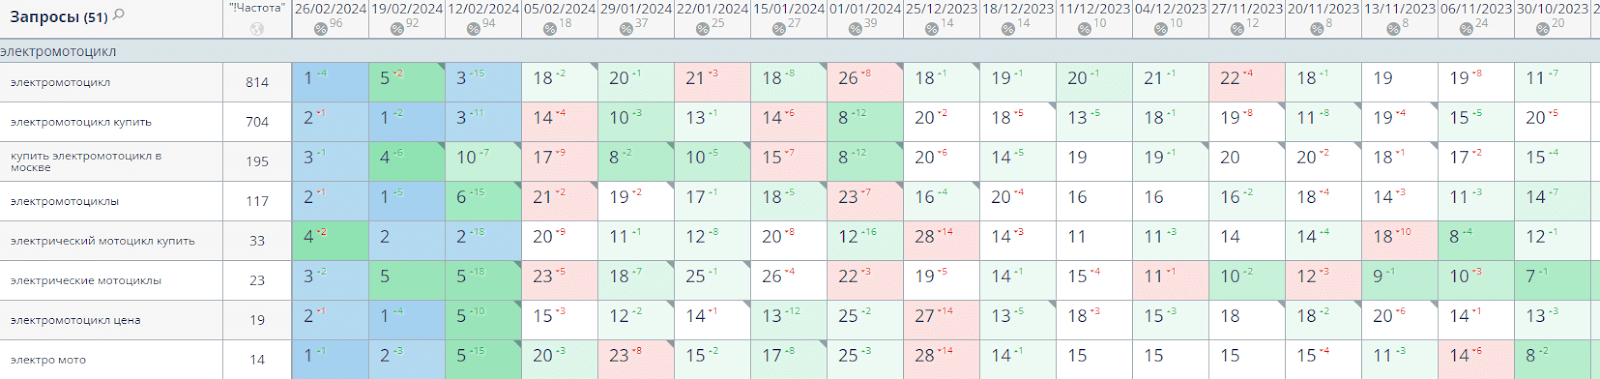 Запросы (51) "!Частота" 26/02/2024 19/02/2024 12/02/2024 05/02/2024 29/01/2024 22/01/2024 15/01/2024 01/01/2024 25/12/2023 18/12/2023 11/12/2023 04/12/2023 27/11/2023 20/11/2023 13/11/2023 06/11/2023 30/10/2023 2
% 96 % 92 % 94 % 18 % 37 % 25 % 27 % 39 % 14 % 14 % 10 % 10 % 12 % 8 % 8 % 24 % 20
электромотоцикл
электромотоцикл 814 1 +4 5 -2 3 +15 18 +2 20 +1 21 -3 18 +8 26 -8 18 +1 19 +1 20 +1 21 +1 22 -4 18 +1 19 19 -8 11 +7
электромотоцикл купить 704 2 -1 1 +2 3 +11 14 -4 10 +3 13 +1 14 -6 8 +12 20 -2 18 -5 13 +5 18 +1 19 -8 11 +8 19 -4 15 +5 20 -5
купить электромотоцикл в
москве 195 3 +1 4 +6 10 +7 17 -9 8 +2 10 +5 15 -7 8 +12 20 -6 14 +5 19 19 +1 20 20 -2 18 -1 17 -2 15 +4
электромотоциклы 117 2 -1 1 +5 6 +15 21 -2 19 -2 17 +1 18 +5 23 -7 16 +4 20 -4 16 16 16 +2 18 -4 14 -3 11 +3 14 +7
электрический мотоцикл купить 33 4 -2 2 2 +18 20 -9 11 +1 12 +8 20 -8 12 +16 28 -14 14 -3 11 11 +3 14 14 +4 18 -10 8 +4 12 +1
электрические мотоциклы 23 3 +2 5 5 +18 23 -5 18 +7 25 +1 26 -4 22 -3 19 -5 14 +1 15 -4 11 -1 10 +2 12 -3 9 +1 10 -3 7 +1
электромотоцикл цена 19 2 -1 1 +4 5 +10 15 -3 12 +2 14 -1 13 +12 25 +2 27 -14 13 +5 18 -3 15 +3 18 18 +2 20 -6 14 -1 13 +3
электро мото 14 1 +1 2 +3 5 +15 20 +3 23 -8 15 +2 17 +8 25 +3 28 -14 14 +1 15 15 15 15 -4 11 +3 14 -6 8 +2